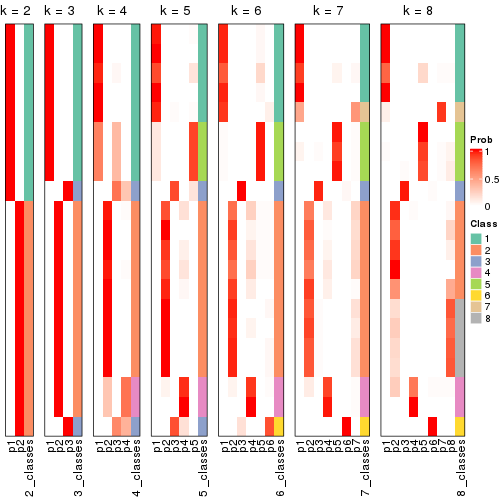 k = 2 k = 3 k = 4 k = 5 k = 6 k = 7 k = 8
Prob
1
0.5
0
Class
1
2
3
4
5
6
7
8
p1 p2 2_classes
p1 p2 p3 3_classes
p1 p2 p3 p4 4_classes
p1 p2 p3 p4 p5 5_classes
p1 p2 p3 p4 p5 p6 6_classes
p1 p2 p3 p4 p5 p6 p7 7_classes
p1 p2 p3 p4 p5 p6 p7 p8 8_classes